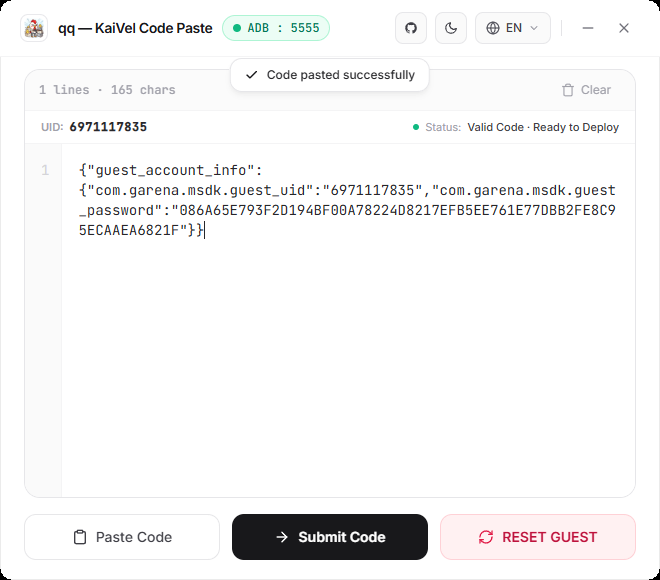 qq — KaiVel Code Paste
ADB : 5555
EN
Code pasted successfully
1 lines · 165 chars
Clear
UID: 6971117835
Status: Valid Code · Ready to Deploy
1
{"guest_account_info":
{"com.garena.msdk.guest_uid":"6971117835","com.garena.msdk.guest
_password":"086A65E793F2D194BF00A78224D8217EFB5EE761E77DBB2FE8C9
5ECAAEA6821F"}}
Paste Code
Submit Code
RESET GUEST